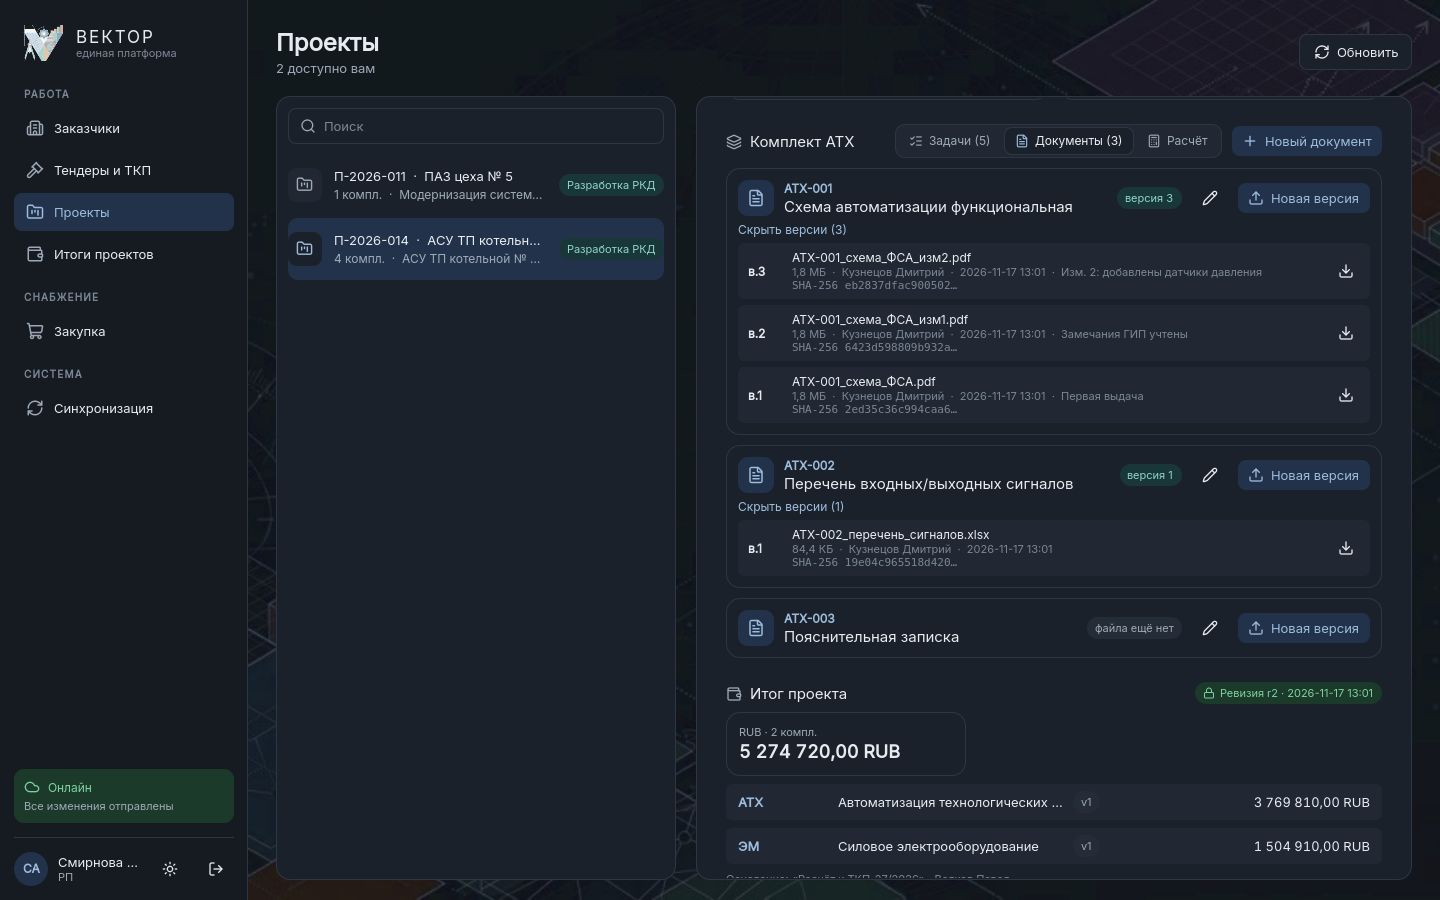 ВЕКТОР
единая платформа
РАБОТА
Заказчики
Тендеры и ТКП
Проекты
Итоги проектов
СНАБЖЕНИЕ
Закупка
СИСТЕМА
Синхронизация
Онлайн
Все изменения отправлены
СА
Смирнова ...
РП
Проекты
2 доступно вам
Обновить
Поиск
П-2026-011 · ПАЗ цеха № 5
1 компл. · Модернизация систем...
Разработка РКД
П-2026-014 · АСУ ТП котельн...
4 компл. · АСУ ТП котельной № ...
Разработка РКД
Комплект АТХ
Задачи (5)
Документы (3)
Расчёт
Новый документ
АТХ-001
Схема автоматизации функциональная
версия 3
Новая версия
Скрыть версии (3)
в.3
АТХ-001_схема_ФСА_изм2.pdf
1,8 МБ · Кузнецов Дмитрий · 2026-11-17 13:01 · Изм. 2: добавлены датчики давления
SHA-256 eb2837dfac900502…
в.2
АТХ-001_схема_ФСА_изм1.pdf
1,8 МБ · Кузнецов Дмитрий · 2026-11-17 13:01 · Замечания ГИП учтены
SHA-256 6423d598809b932a…
в.1
АТХ-001_схема_ФСА.pdf
1,8 МБ · Кузнецов Дмитрий · 2026-11-17 13:01 · Первая выдача
SHA-256 2ed35c36c994caa6…
АТХ-002
Перечень входных/выходных сигналов
версия 1
Новая версия
Скрыть версии (1)
в.1
АТХ-002_перечень_сигналов.xlsx
84,4 КБ · Кузнецов Дмитрий · 2026-11-17 13:01
SHA-256 19e04c965518d420…
АТХ-003
Пояснительная записка
файла ещё нет
Новая версия
Итог проекта
Ревизия r2 · 2026-11-17 13:01
RUB · 2 компл.
5 274 720,00 RUB
АТХ
Автоматизация технологических ...
v1
3 769 810,00 RUB
ЭМ
Силовое электрооборудование
v1
1 504 910,00 RUB